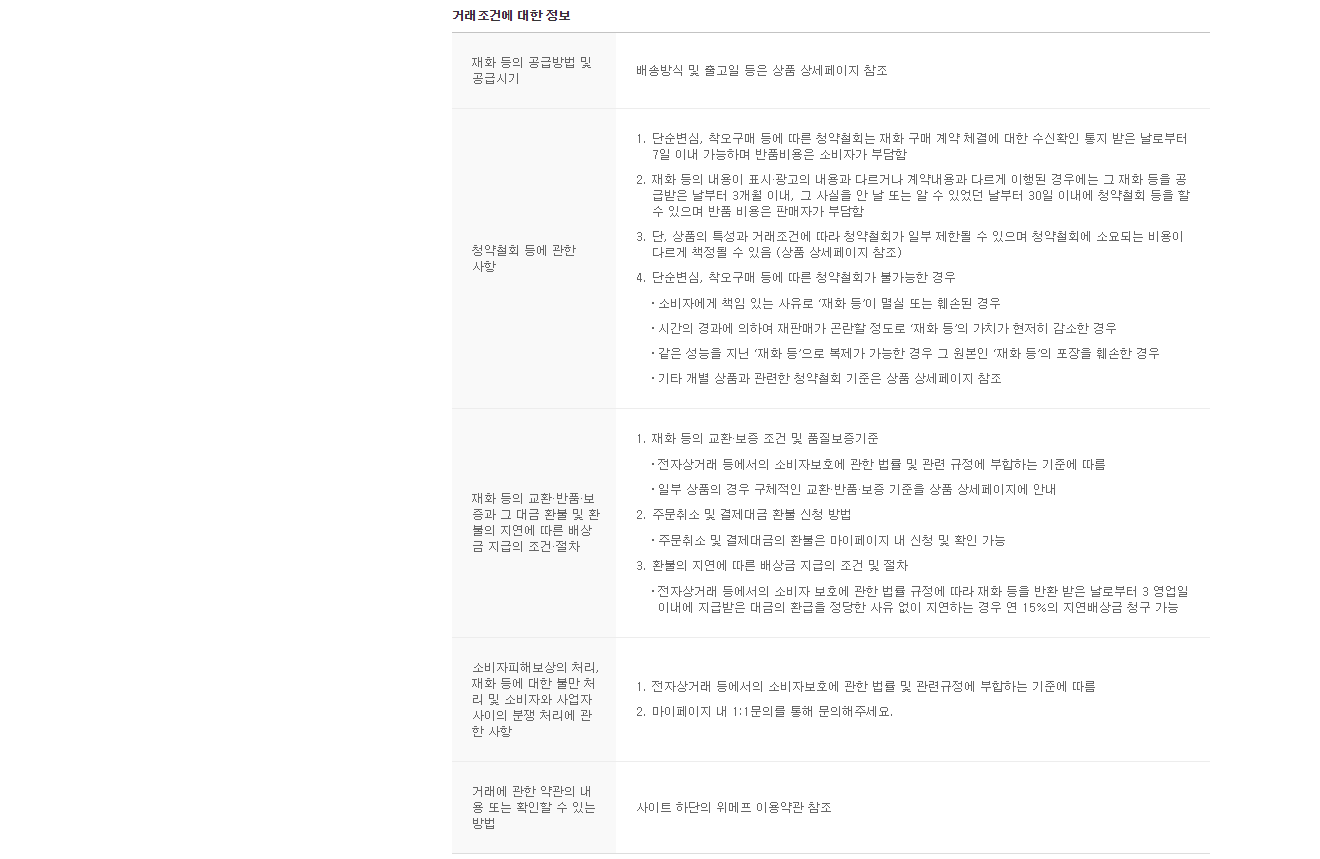 거래조건에 대한 정보
재화 등의 공급방법 및
공급시기
배송방식 및 출고일 등은 상품 상세페이지 참조
청약철회 등에 관한
사항
1. 단순변심, 착오구매 등에 따른 청약철회는 재화 구매 계약 체결에 대한 수신확인 통지 받은 날로부터
7일 이내 가능하며 반품비용은 소비자가 부담함
2. 재화 등의 내용이 표시·광고의 내용과 다르거나 계약내용과 다르게 이행된 경우에는 그 재화 등을 공
급받은 날부터 3개월 이내, 그 사실을 안 날 또는 알 수 있었던 날부터 30일 이내에 청약철회 등을 할
수 있으며 반품 비용은 판매자가 부담함
3. 단, 상품의 특성과 거래조건에 따라 청약철회가 일부 제한될 수 있으며 청약철회에 소요되는 비용이
다르게 책정될 수 있음 (상품 상세페이지 참조)
4. 단순변심, 착오구매 등에 따른 청약철회가 불가능한 경우
· 소비자에게 책임 있는 사유로 ‘재화 등’이 멸실 또는 훼손된 경우
· 시간의 경과에 의하여 재판매가 곤란할 정도로 ‘재화 등’의 가치가 현저히 감소한 경우
· 같은 성능을 지닌 ‘재화 등’으로 복제가 가능한 경우 그 원본인 ‘재화 등’의 포장을 훼손한 경우
· 기타 개별 상품과 관련한 청약철회 기준은 상품 상세페이지 참조
재화 등의 교환·반품·보
증과 그 대금 환불 및 환
불의 지연에 따른 배상
금 지급의 조건·절차
1. 재화 등의 교환·보증 조건 및 품질보증기준
· 전자상거래 등에서의 소비자보호에 관한 법률 및 관련 규정에 부합하는 기준에 따름
· 일부 상품의 경우 구체적인 교환·반품·보증 기준을 상품 상세페이지에 안내
2. 주문취소 및 결제대금 환불 신청 방법
· 주문취소 및 결제대금의 환불은 마이페이지 내 신청 및 확인 가능
3. 환불의 지연에 따른 배상금 지급의 조건 및 절차
· 전자상거래 등에서의 소비자 보호에 관한 법률 규정에 따라 재화 등을 반환 받은 날로부터 3 영업일
이내에 지급받은 대금의 환급을 정당한 사유 없이 지연하는 경우 연 15%의 지연배상금 청구 가능
소비자피해보상의 처리,
재화 등에 대한 불만 처
리 및 소비자와 사업자
사이의 분쟁 처리에 관
한 사항
1. 전자상거래 등에서의 소비자보호에 관한 법률 및 관련규정에 부합하는 기준에 따름
2. 마이페이지 내 1:1문의를 통해 문의해주세요.
거래에 관한 약관의 내
용 또는 확인할 수 있는
방법
사이트 하단의 위메프 이용약관 참조